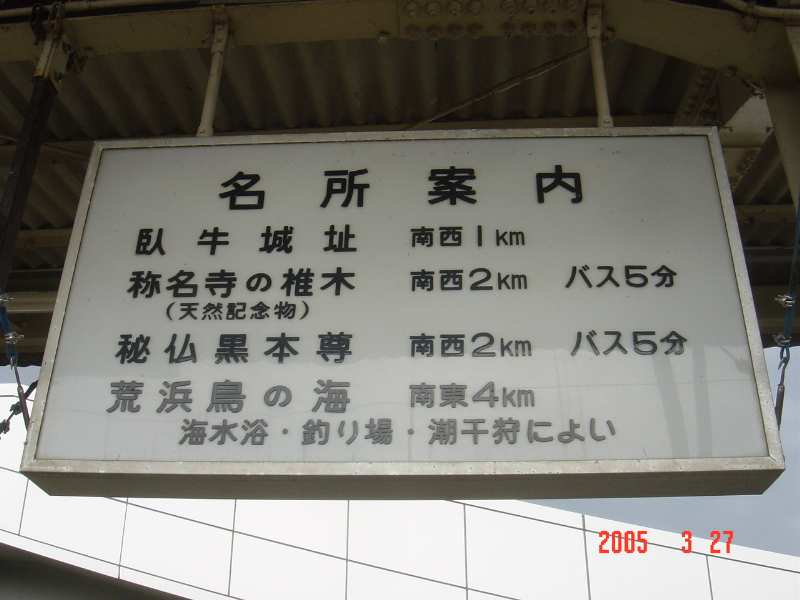 名所案内
臥牛城址 南西1km
称名寺の椎木 南西2km バス5分
(天然記念物)
秘仏黒本尊 南西2km バス5分
荒浜鳥の海 南東4km
海水浴・釣り場・潮干狩によい
2005 3 27